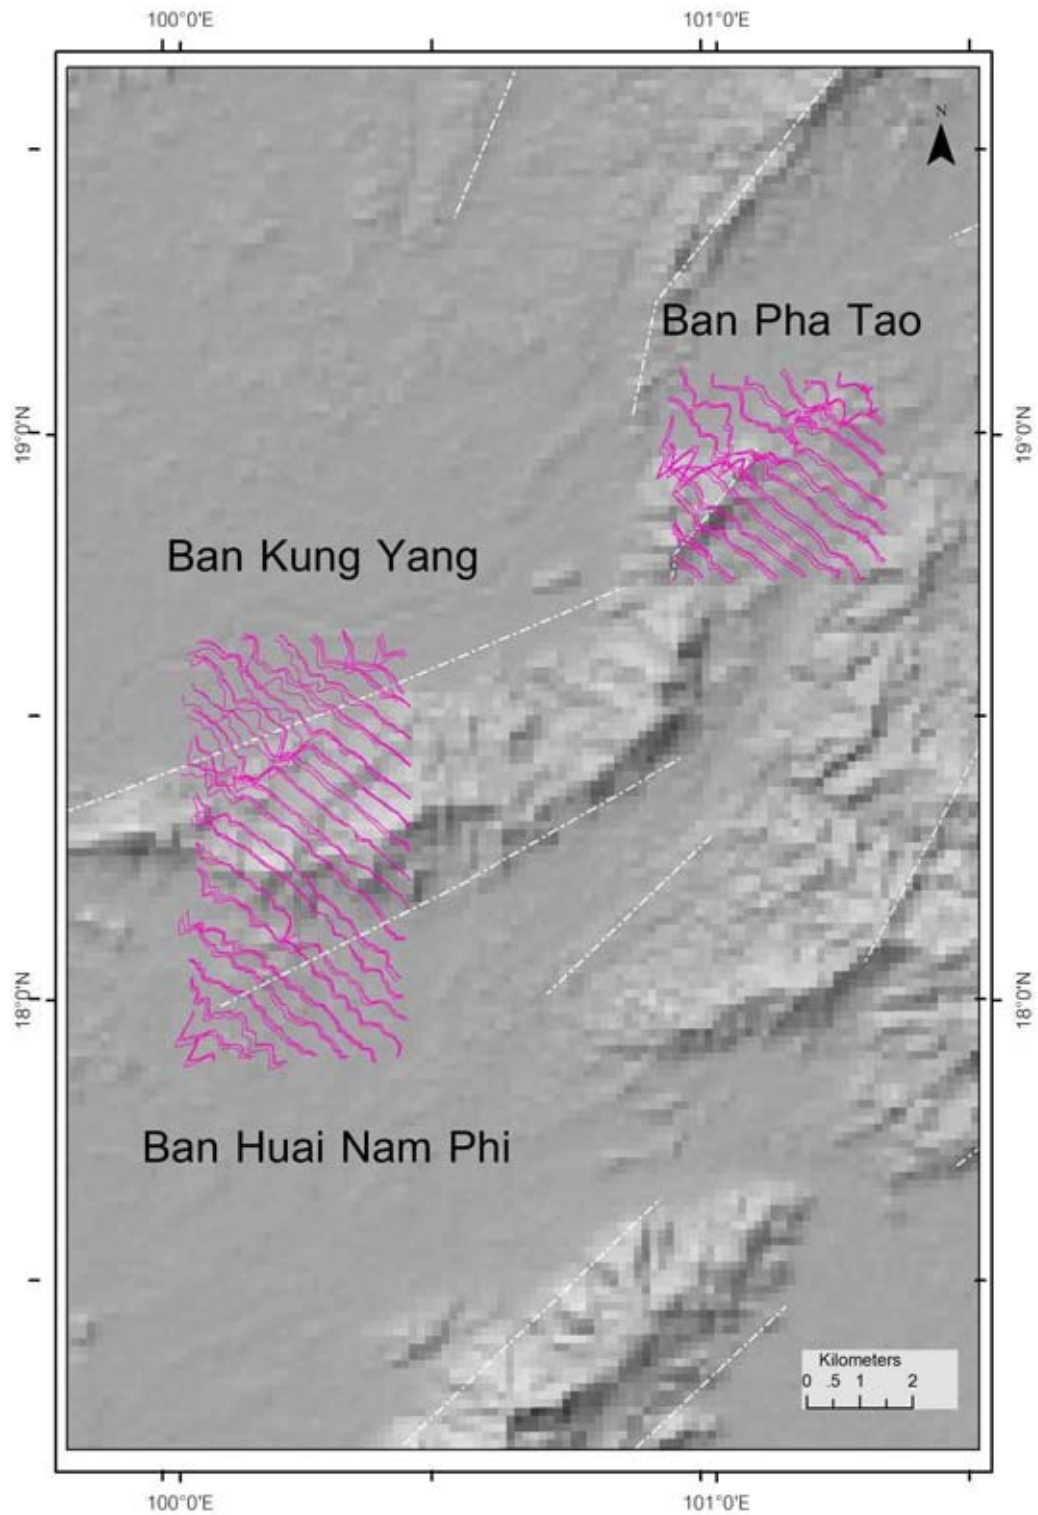 100°0'E 101°0'E
N
Ban Pha Tao
19°0'N 19°0'N
Ban Kung Yang
18°0'N 18°0'N
Ban Huai Nam Phi
Kilometers
0 .5 1 2
100°0'E 101°0'E